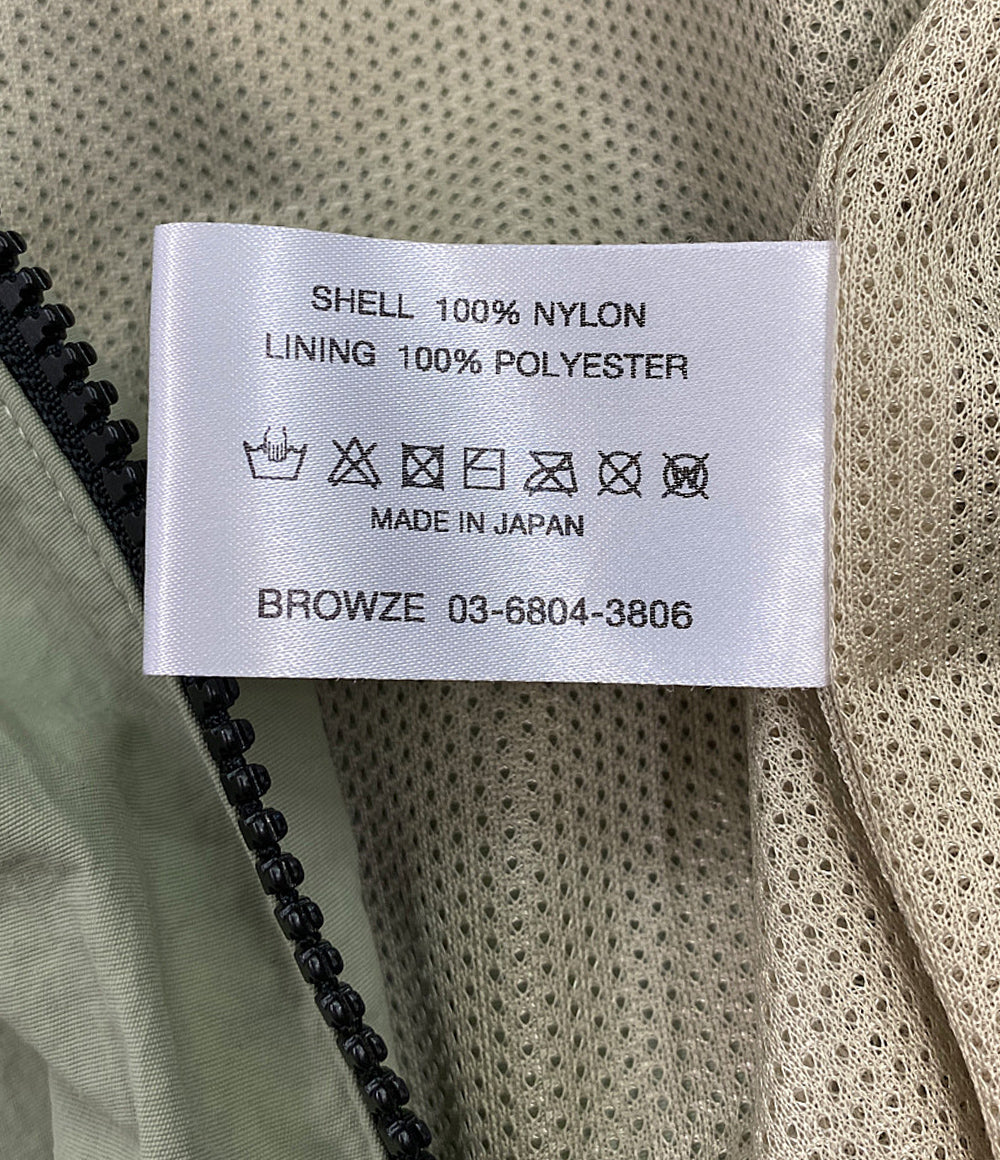 SHELL 100% NYLON
LINING 100% POLYESTER
W
MADE IN JAPAN
BROWZE 03-6804-3806